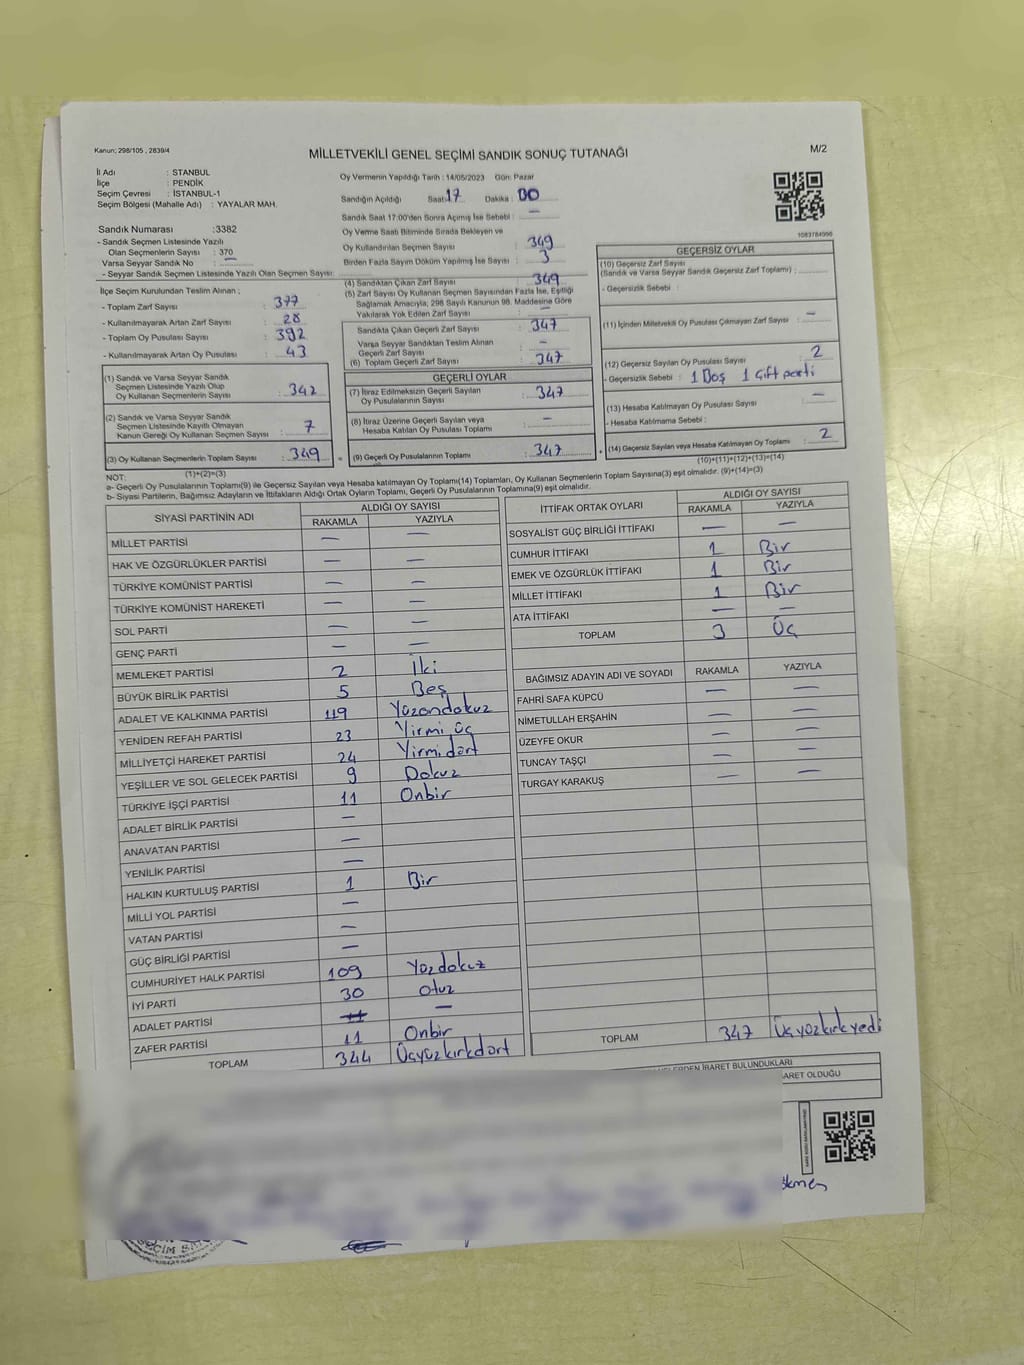 Kanun; 298/105 , 2839/4
MİLLETVEKİLİ GENEL SEÇİMİ SANDIK SONUÇ TUTANAĞI
M/2
İl Adı : STANBUL
İlçe : PENDİK
Seçim Çevresi : İSTANBUL-1
Seçim Bölgesi (Mahalle Adı) : YAYALAR MAH.
Sandık Numarası :3382
- Sandık Seçmen Listesinde Yazılı
Olan Seçmenlerin Sayısı : 370
Varsa Seyyar Sandık No :
- Seyyar Sandık Seçmen Listesinde Yazılı Olan Seçmen Sayısı:
İlçe Seçim Kurulundan Teslim Alınan ;
- Toplam Zarf Sayısı : 377
- Kullanılmayarak Artan Zarf Sayısı : 28
- Toplam Oy Pusulası Sayısı : 392
- Kullanılmayarak Artan Oy Pusulası : 43
(1) Sandık ve Varsa Seyyar Sandık
Seçmen Listesinde Yazılı Olup
Oy Kullanan Seçmenlerin Sayısı : 342
(2) Sandık ve Varsa Seyyar Sandık
Seçmen Listesinde Kayıtlı Olmayan
Kanun Gereği Oy Kullanan Seçmen Sayısı : 7
(3) Oy Kullanan Seçmenlerin Toplam Sayısı : 349
(1)+(2)=(3)
Oy Vermenin Yapıldığı Tarih : 14/05/2023 Gün: Pazar
Sandığın Açıldığı Saat: 17 Dakika : 00
Sandık Saat 17:00'den Sonra Açımış İse Sebebi : —
Oy Verme Saati Bitiminde Sırada Bekleyen ve
Oy Kullandırılan Seçmen Sayısı : 349
Birden Fazla Sayım Döküm Yapılmış İse Sayısı : 3
(4) Sandıktan Çıkan Zarf Sayısı : 349
(5) Zarf Sayısı Oy Kullanan Seçmen Sayısından Fazla İse, Eşitliği
Sağlamak Amacıyla, 298 Sayılı Kanunun 98. Maddesine Göre
Yakılarak Yok Edilen Zarf Sayısı : —
Sandıkta Çıkan Geçerli Zarf Sayısı : 347
Varsa Seyyar Sandıktan Teslim Alınan
Geçerli Zarf Sayısı : —
(6) Toplam Geçerli Zarf Sayısı : 347
GEÇERLİ OYLAR
(7) İtiraz Edilmeksizin Geçerli Sayılan
Oy Pusulalarının Sayısı : 347
(8) İtiraz Üzerine Geçerli Sayılan veya
Hesaba Katılan Oy Pusulası Toplamı : —
(9) Geçerli Oy Pusulalarının Toplamı : 347
1083784996
GEÇERSİZ OYLAR
(10) Geçersiz Zarf Sayısı
(Sandık ve Varsa Seyyar Sandık Geçersiz Zarf Toplamı) :
- Geçersizlik Sebebi :
(11) İçinden Milletvekili Oy Pusulası Çıkmayan Zarf Sayısı : —
(12) Geçersiz Sayılan Oy Pusulası Sayısı : 2
- Geçersizlik Sebebi : 1 Boş 1 Çift parti
(13) Hesaba Katılmayan Oy Pusulası Sayısı : —
- Hesaba Katılmama Sebebi :
(14) Geçersiz Sayılan veya Hesaba Katılmayan Oy Toplamı : 2
(10)+(11)+(12)+(13)=(14)
NOT:
a- Geçerli Oy Pusulalarının Toplamı(9) ile Geçersiz Sayılan veya Hesaba katılmayan Oy Toplamı(14) Toplamları, Oy Kullanan Seçmenlerin Toplam Sayısına(3) eşit olmalıdır. (9)+(14)=(3)
b- Siyasi Partilerin, Bağımsız Adayların ve İttifakların Aldığı Ortak Oyların Toplamı, Geçerli Oy Pusulalarının Toplamına(9) eşit olmalıdır.
SİYASİ PARTİNİN ADI ALDIĞI OY SAYISI
RAKAMLA YAZIYLA
MİLLET PARTİSİ — —
HAK VE ÖZGÜRLÜKLER PARTİSİ — —
TÜRKİYE KOMÜNİST PARTİSİ — —
TÜRKİYE KOMÜNİST HAREKETİ — —
SOL PARTİ — —
GENÇ PARTİ — —
MEMLEKET PARTİSİ 2 İki
BÜYÜK BİRLİK PARTİSİ 5 Beş
ADALET VE KALKINMA PARTİSİ 119 Yüzondokuz
YENİDEN REFAH PARTİSİ 23 Yirmi üç
MİLLİYETÇİ HAREKET PARTİSİ 24 Yirmidört
YEŞİLLER VE SOL GELECEK PARTİSİ 9 Dokuz
TÜRKİYE İŞÇİ PARTİSİ 11 Onbir
ADALET BİRLİK PARTİSİ —
ANAVATAN PARTİSİ —
YENİLİK PARTİSİ —
HALKIN KURTULUŞ PARTİSİ 1 Bir
MİLLİ YOL PARTİSİ —
VATAN PARTİSİ —
GÜÇ BİRLİĞİ PARTİSİ —
CUMHURİYET HALK PARTİSİ 109 Yüzdokuz
İYİ PARTİ 30 otuz
ADALET PARTİSİ —
ZAFER PARTİSİ 11 Onbir
TOPLAM 344 Üçyüzkırkdört
İTTİFAK ORTAK OYLARI ALDIĞI OY SAYISI
RAKAMLA YAZIYLA
SOSYALİST GÜÇ BİRLİĞİ İTTİFAKI — —
CUMHUR İTTİFAKI 1 Bir
EMEK VE ÖZGÜRLÜK İTTİFAKI 1 Bir
MİLLET İTTİFAKI 1 Bir
ATA İTTİFAKI — —
TOPLAM 3 Üç
BAĞIMSIZ ADAYIN ADI VE SOYADI RAKAMLA YAZIYLA
FAHRİ SAFA KÜPCÜ — —
NİMETULLAH ERŞAHİN — —
ÜZEYFE OKUR — —
TUNCAY TAŞÇI — —
TURGAY KARAKUŞ — —
TOPLAM 347 Üçyüzkırkyedi
İBARET BULUNDUKLARI
OLDUĞU